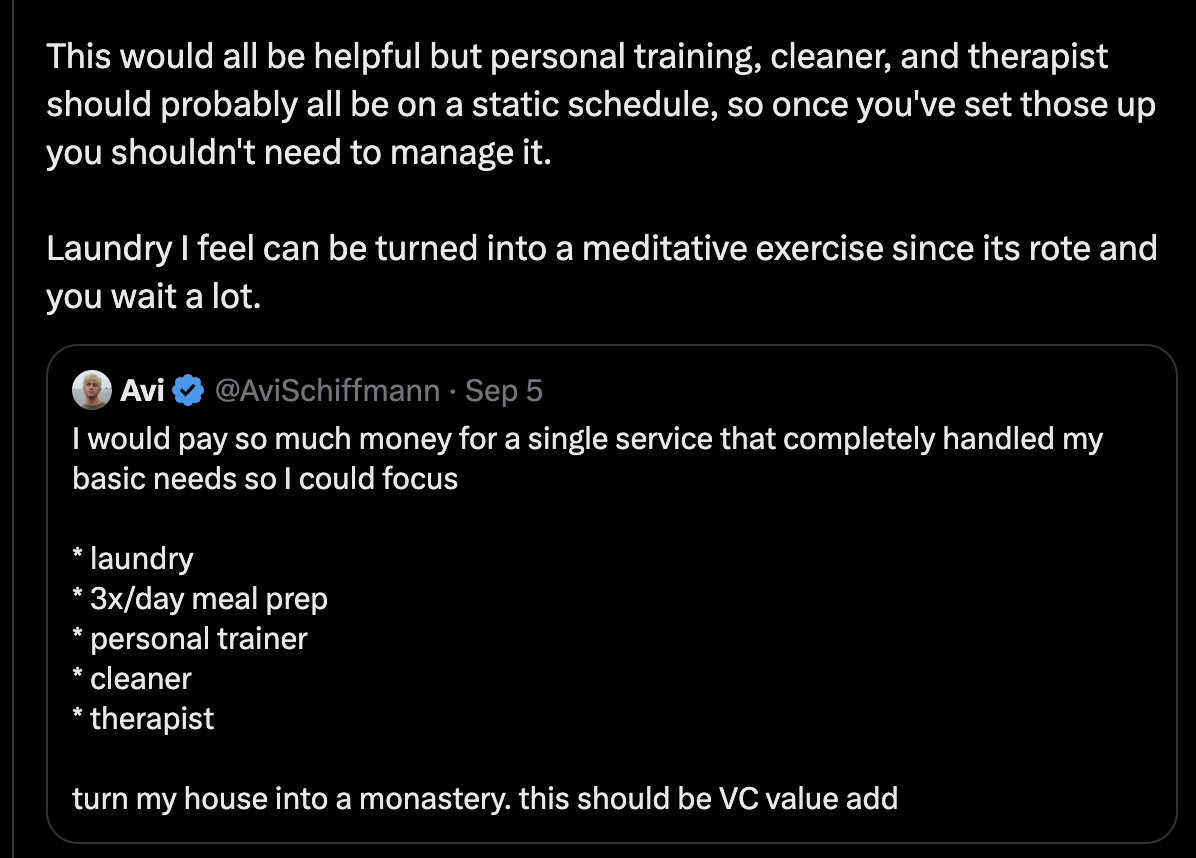 This would all be helpful but personal training, cleaner, and therapist
should probably all be on a static schedule, so once you've set those up
you shouldn't need to manage it.
Laundry I feel can be turned into a meditative exercise since its rote and
you wait a lot.
Avi @AviSchiffmann · Sep 5
I would pay so much money for a single service that completely handled my
basic needs so I could focus
* laundry
* 3x/day meal prep
* personal trainer
* cleaner
* therapist
turn my house into a monastery. this should be VC value add